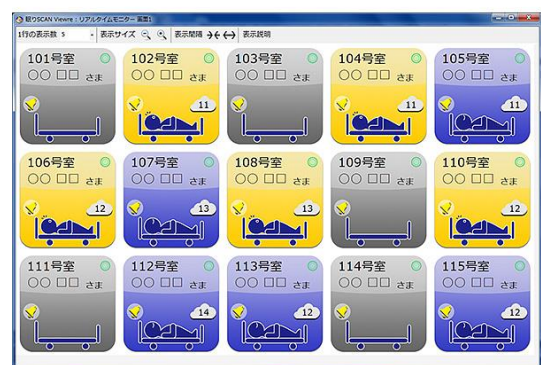 眠りSCAN Viewre：リアルタイムモニター 画面1
1行の表示数 5 表示サイズ 表示間隔 表示説明
101号室 102号室 103号室 104号室 105号室
○○ □□ さま ○○ □□ さま ○○ □□ さま ○○ □□ さま ○○ □□ さま
11 11 11
106号室 107号室 108号室 109号室 110号室
○○ □□ さま ○○ □□ さま ○○ □□ さま ○○ □□ さま ○○ □□ さま
12 13 13 12
111号室 112号室 113号室 114号室 115号室
○○ □□ さま ○○ □□ さま ○○ □□ さま ○○ □□ さま ○○ □□ さま
14 12 12